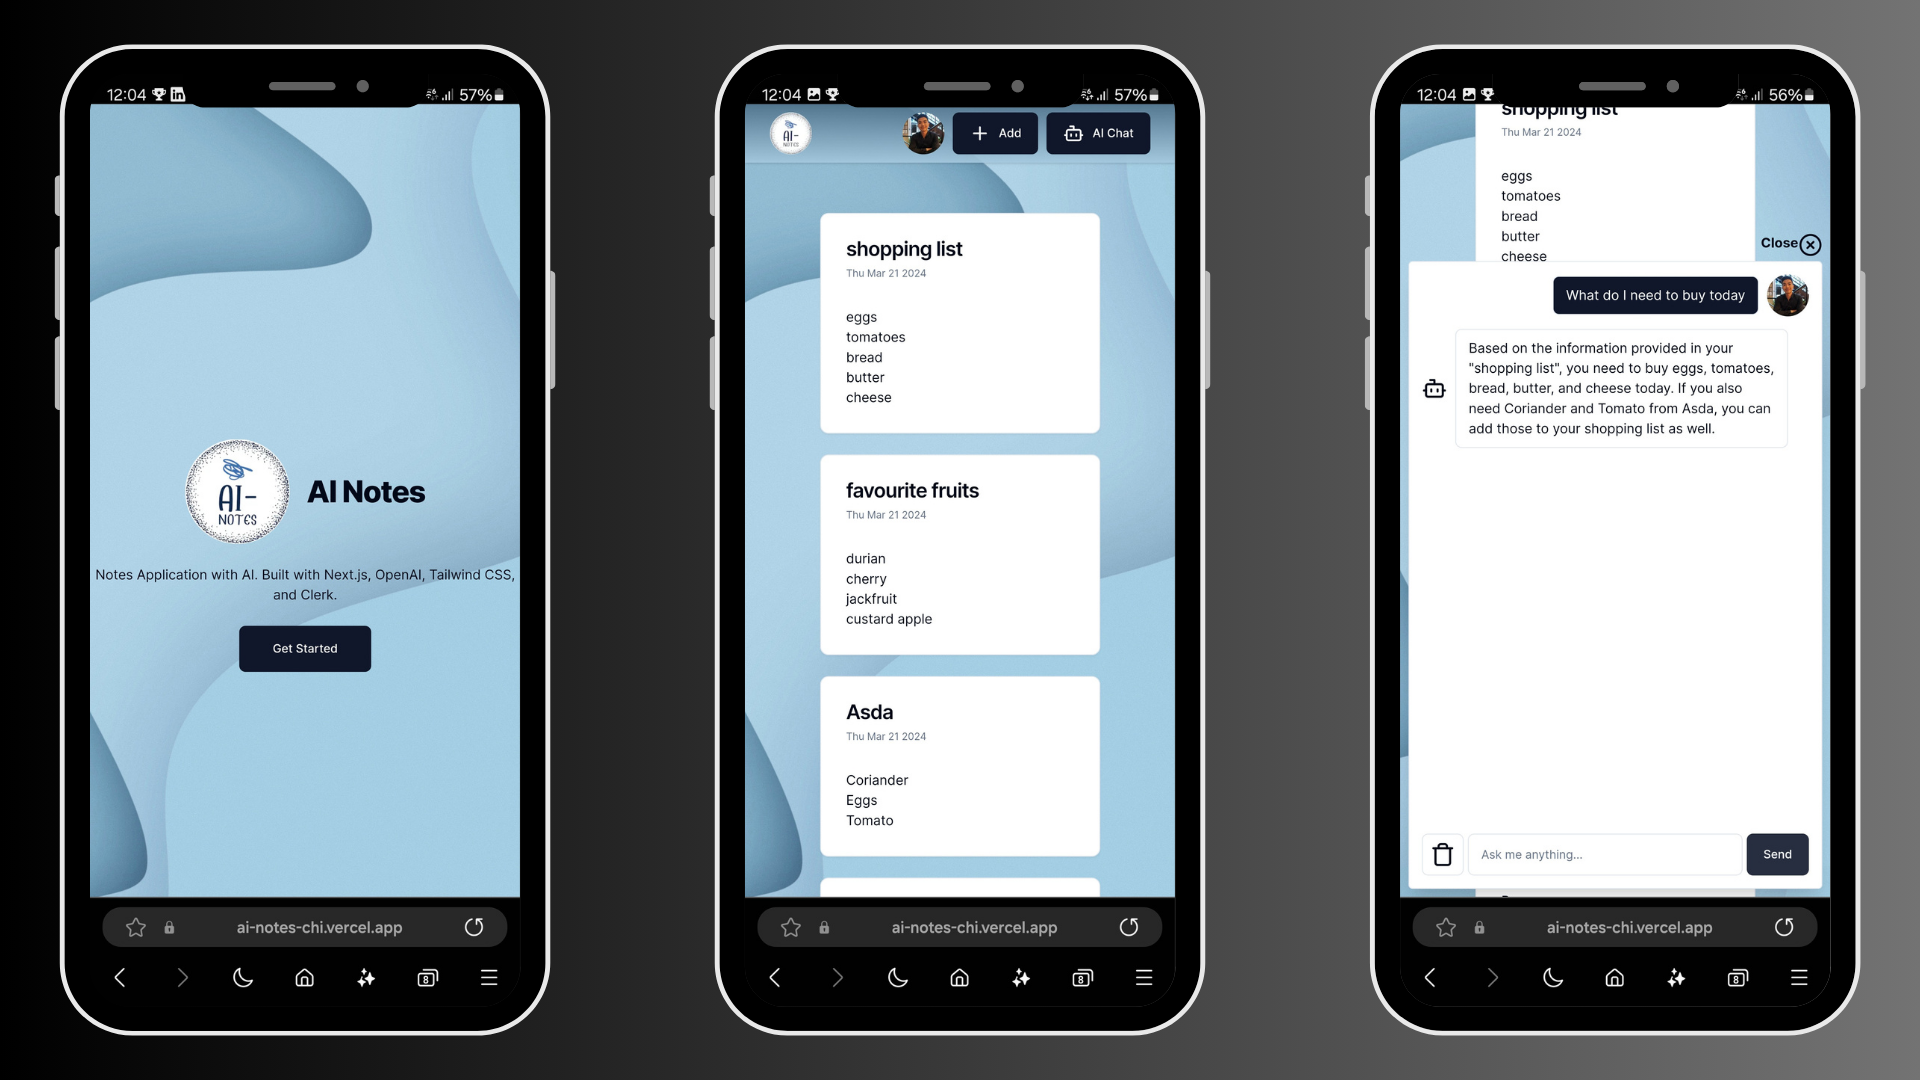 12:04
57%
AI-
NOTES
AI Notes
Notes Application with AI. Built with Next.js, OpenAI, Tailwind CSS,
and Clerk.
Get Started
ai-notes-chi.vercel.app
8
12:04
57%
AI-
NOTES
Add
AI Chat
shopping list
Thu Mar 21 2024
eggs
tomatoes
bread
butter
cheese
favourite fruits
Thu Mar 21 2024
durian
cherry
jackfruit
custard apple
Asda
Thu Mar 21 2024
Coriander
Eggs
Tomato
ai-notes-chi.vercel.app
8
12:04
56%
shopping list
Thu Mar 21 2024
eggs
tomatoes
bread
butter
cheese
Close
What do I need to buy today
Based on the information provided in your
"shopping list", you need to buy eggs, tomatoes,
bread, butter, and cheese today. If you also
need Coriander and Tomato from Asda, you can
add those to your shopping list as well.
Ask me anything...
Send
ai-notes-chi.vercel.app
8